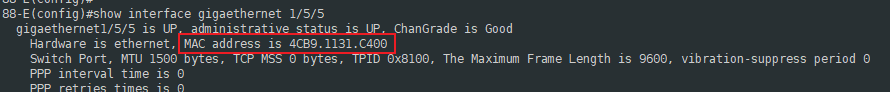 88-E(config)#
88-E(config)#show interface gigaethernet 1/5/5
gigaethernet1/5/5 is UP, administrative status is UP, ChanGrade is Good
Hardware is ethernet, MAC address is 4CB9.1131.C400
Switch Port, MTU 1500 bytes, TCP MSS 0 bytes, TPID 0x8100, The Maximum Frame Length is 9600, vibration-suppress period 0
PPP interval time is 0
PPP retries times is 0